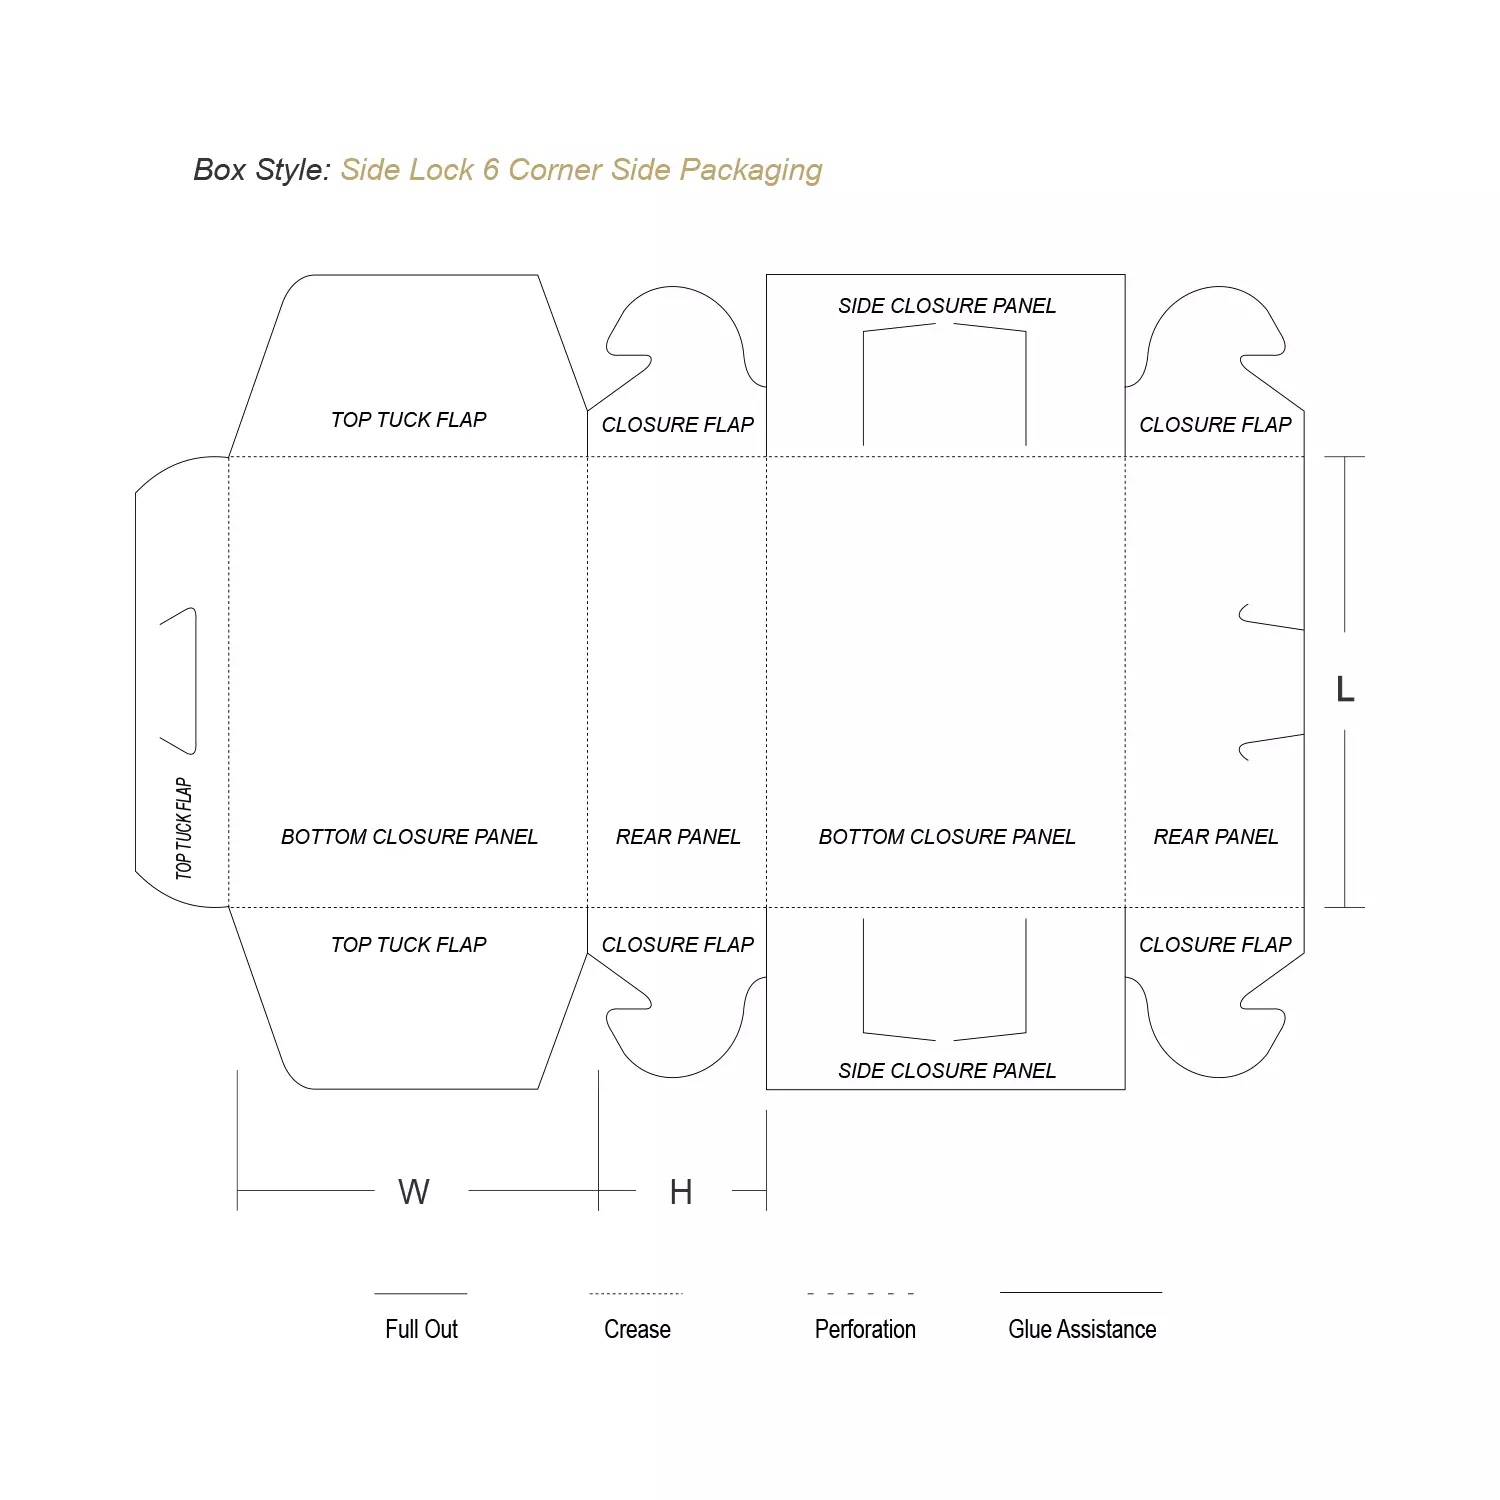 Box Style: Side Lock 6 Corner Side Packaging
SIDE CLOSURE PANEL
TOP TUCK FLAP
CLOSURE FLAP
CLOSURE FLAP
L
TOP TUCK FLAP
BOTTOM CLOSURE PANEL
REAR PANEL
BOTTOM CLOSURE PANEL
REAR PANEL
TOP TUCK FLAP
CLOSURE FLAP
CLOSURE FLAP
SIDE CLOSURE PANEL
W
H
Full Out
Crease
Perforation
Glue Assistance